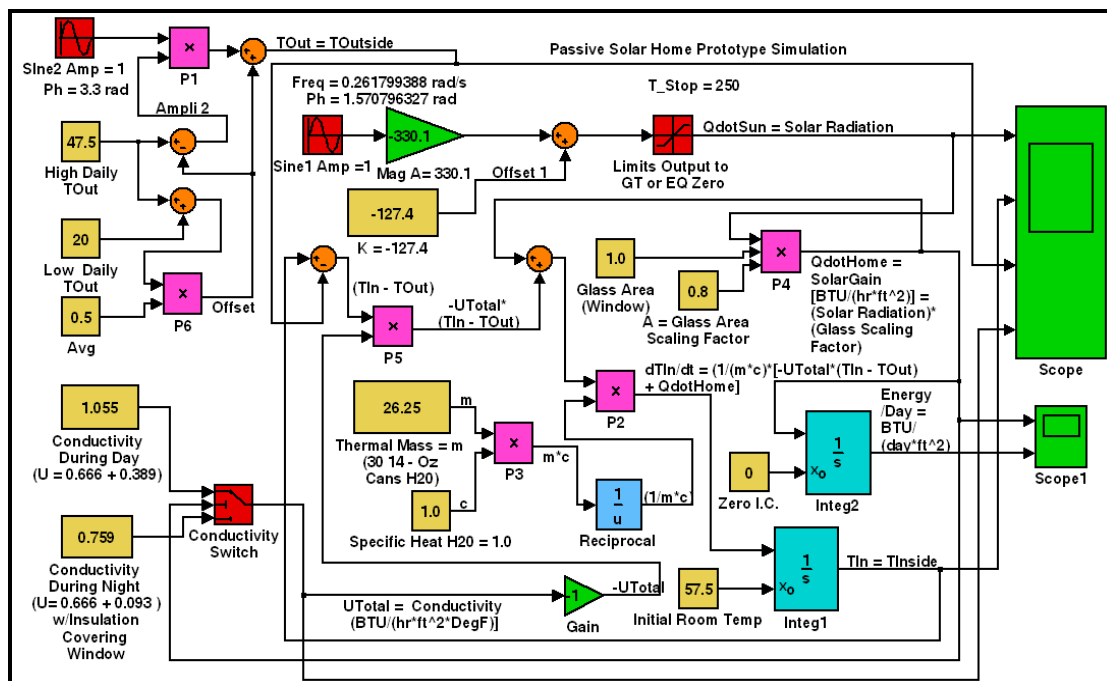 TOut = TOutside
Passive Solar Home Prototype Simulation
SIne2 Amp = 1
Ph = 3.3 rad
×
P1
+
+
Freq = 0.261799388 rad/s
Ph = 1.570796327 rad
T_Stop = 250
Ampli 2
47.5
High Daily
TOut
+
-
Sine1 Amp =1
-330.1
Mag A= 330.1
+
+
Limits Output to
GT or EQ Zero
QdotSun = Solar Radiation
Offset 1
-127.4
K = -127.4
+
+
20
Low Daily
TOut
0.5
Avg
×
P6
Offset
+
-
(TIn - TOut)
×
P5
-UTotal*
(TIn - TOut)
+
+
1.0
Glass Area
(Window)
0.8
A = Glass Area
Scaling Factor
×
P4
QdotHome =
SolarGain
[BTU/(hr*ft^2)] =
(Solar Radiation)*
(Glass Scaling
Factor)
Scope
1.055
Conductivity
During Day
(U = 0.666 + 0.389)
26.25
m
Thermal Mass = m
(30 14 - Oz
Cans H20)
×
P3
m*c
1.0
c
Specific Heat H20 = 1.0
1
u
Reciprocal
(1/m*c)
dTIn/dt = (1/(m*c)*[-UTotal*(TIn - TOut)
+ QdotHome]
×
P2
Energy
/Day =
BTU/
(day*ft^2)
1
s
xo
0
Zero I.C.
Integ2
Scope1
0.759
Conductivity
During Night
(U= 0.666 + 0.093 )
w/Insulation
Covering
Window
Conductivity
Switch
UTotal = Conductivity
(BTU/(hr*ft^2*DegF)]
-1
Gain
-UTotal
57.5
Initial Room Temp
1
s
xo
Integ1
TIn = TInside